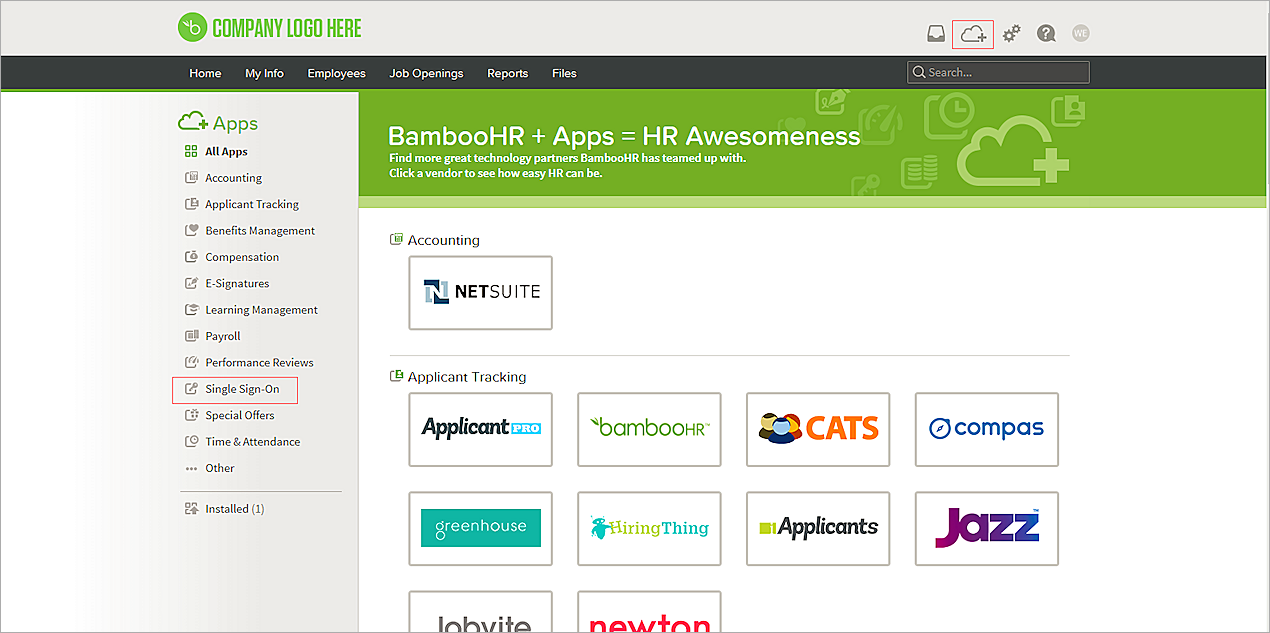 COMPANY LOGO HERE
WE
Home My Info Employees Job Openings Reports Files
Search...
Apps
All Apps
Accounting
Applicant Tracking
Benefits Management
Compensation
E-Signatures
Learning Management
Payroll
Performance Reviews
Single Sign-On
Special Offers
Time & Attendance
Other
Installed (1)
BambooHR + Apps = HR Awesomeness
Find more great technology partners BambooHR has teamed up with.
Click a vendor to see how easy HR can be.
Accounting
NETSUITE
Applicant Tracking
Applicant PRO
bambooHR™
CATS
compas
greenhouse
HiringThing
Applicants
Jazz
Jobvite
newton